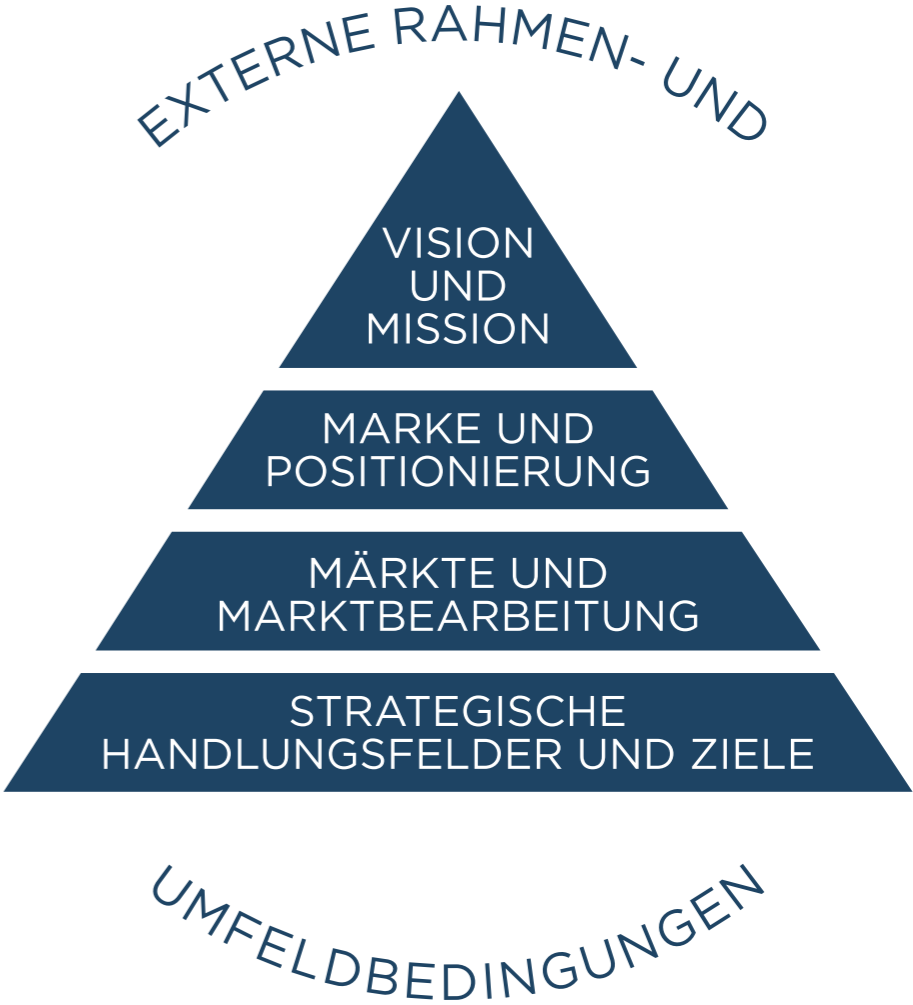 EXTERNE RAHMEN- UND
VISION
UND
MISSION
MARKE UND
POSITIONIERUNG
MÄRKTE UND
MARKTBEARBEITUNG
STRATEGISCHE
HANDLUNGSFELDER UND ZIELE
UMFELDBEDINGUNGEN